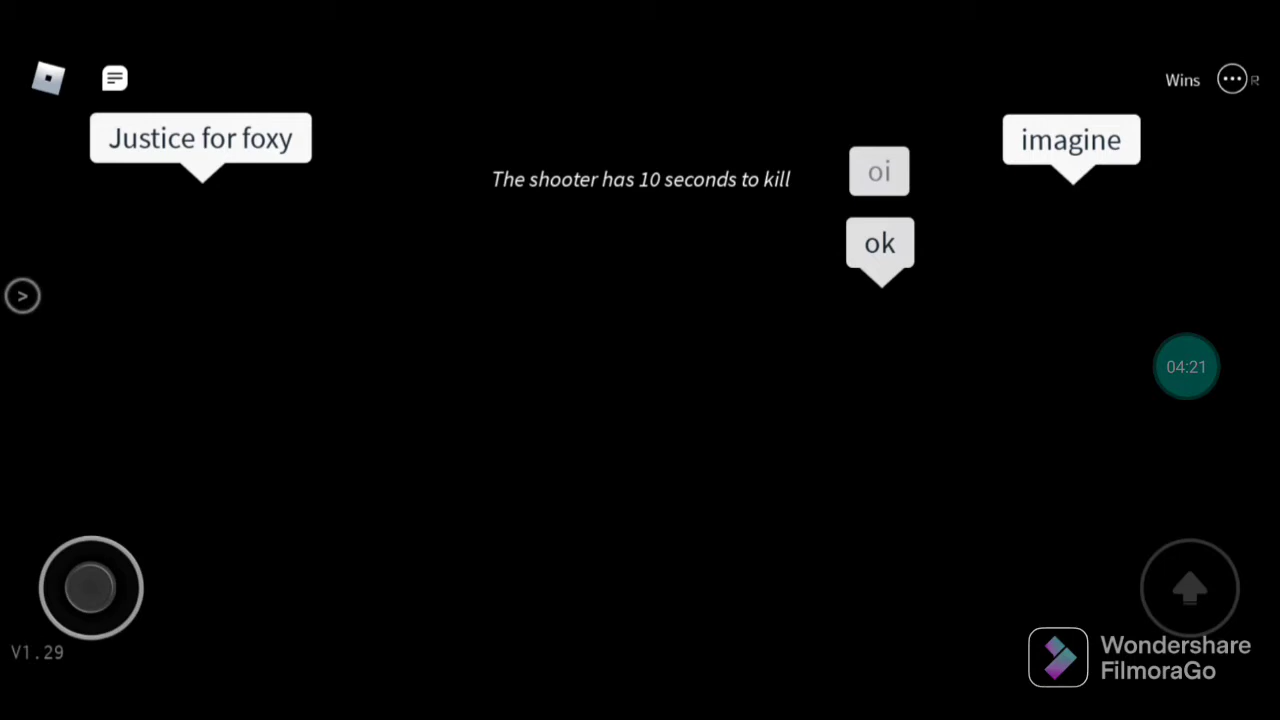 Wins
R
Justice for foxy
imagine
The shooter has 10 seconds to kill
oi
ok
>
04:21
V1.29
Wondershare
FilmoraGo